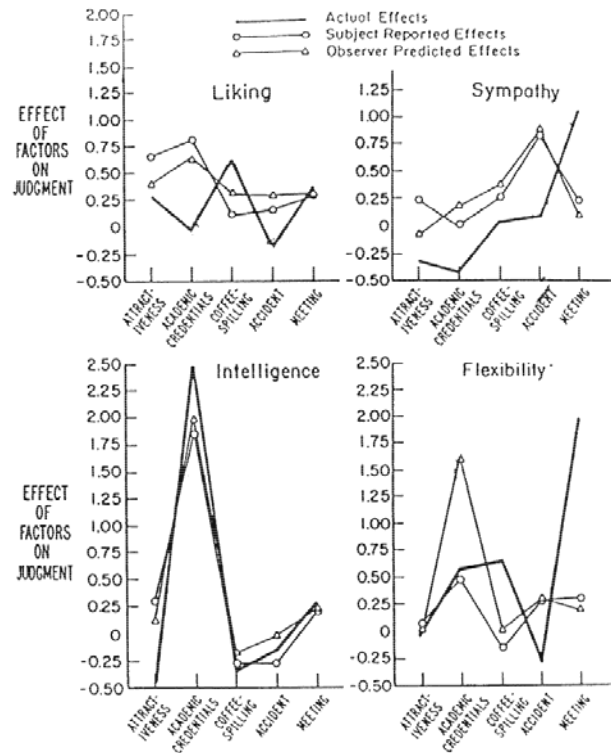 Actual Effects
Subject Reported Effects
Observer Predicted Effects
EFFECT
OF
FACTORS
ON
JUDGMENT
Liking
2.00
1.75
1.50
1.25
1.00
0.75
0.50
0.25
0
-0.25
-0.50
ATTRACT-
IVENESS
ACADEMIC
CREDENTIALS
COFFEE-
SPILLING
ACCIDENT
MEETING
Sympathy
1.25
1.00
0.75
0.50
0.25
0
-0.25
-0.50
ATTRACT-
IVENESS
ACADEMIC
CREDENTIALS
COFFEE-
SPILLING
ACCIDENT
MEETING
EFFECT
OF
FACTORS
ON
JUDGMENT
Intelligence
2.50
2.25
2.00
1.75
1.50
1.25
1.00
0.75
0.50
0.25
0
-0.25
-0.50
ATTRACT-
IVENESS
ACADEMIC
CREDENTIALS
COFFEE-
SPILLING
ACCIDENT
MEETING
Flexibility
2.50
2.25
2.00
1.75
1.50
1.25
1.00
0.75
0.50
0.25
0
-0.25
-0.50
ATTRACT-
IVENESS
ACADEMIC
CREDENTIALS
COFFEE-
SPILLING
ACCIDENT
MEETING